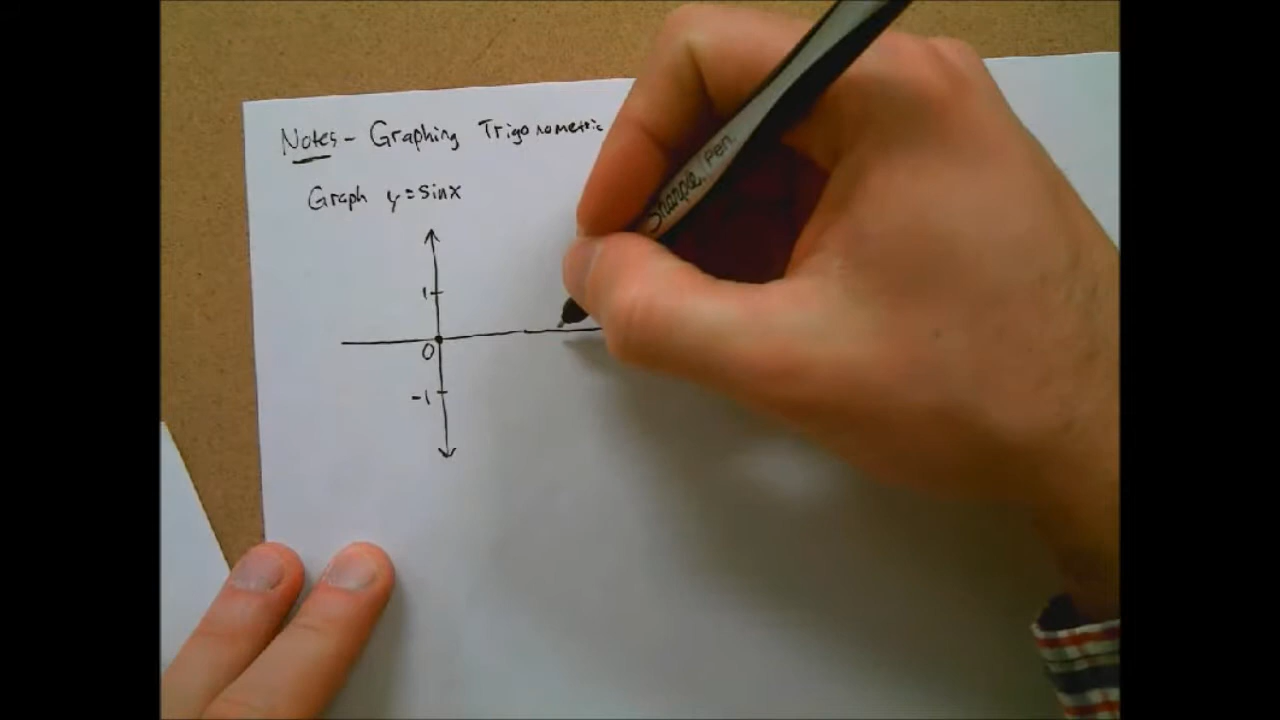 Notes - Graphing Trigonometric
Graph y = sinx
Sharpie. Pen.
1
0
-1